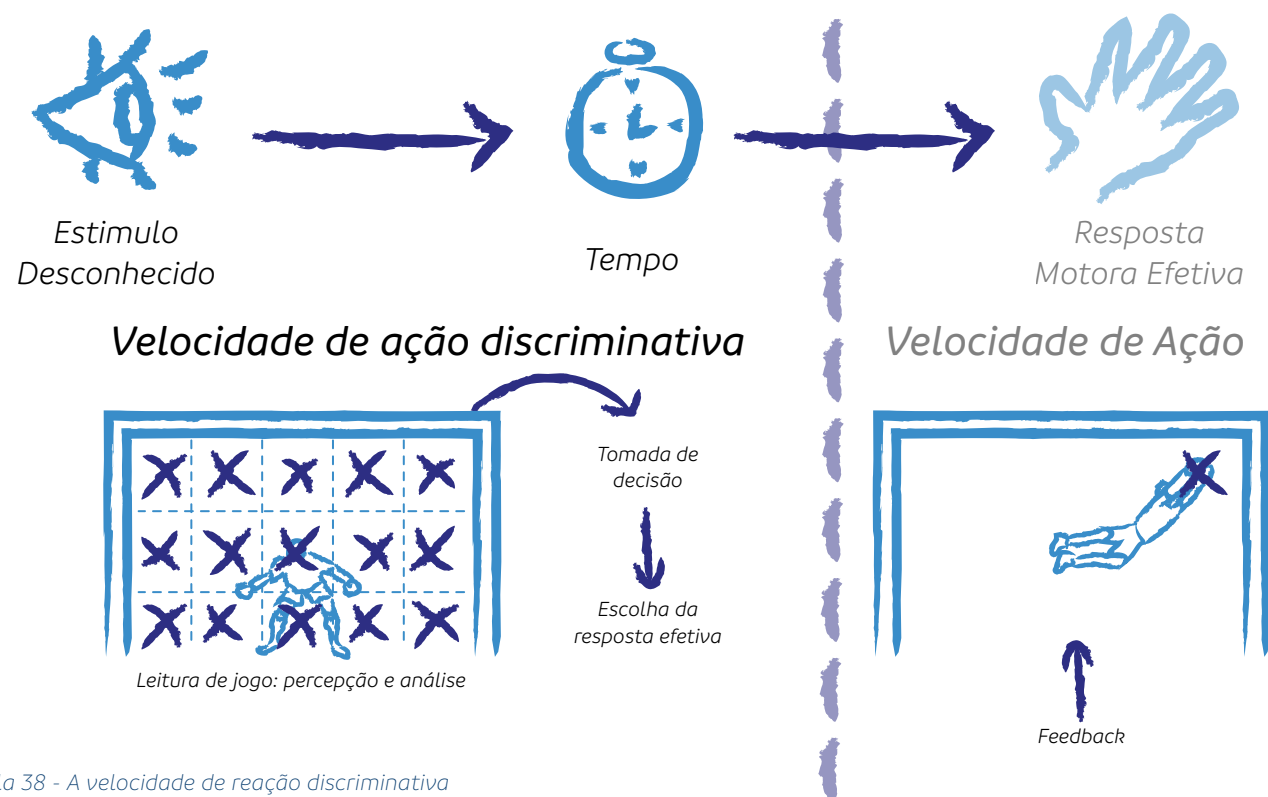 Estimulo
Desconhecido
Tempo
Resposta
Motora Efetiva
Velocidade de ação discriminativa
Velocidade de Ação
Tomada de
decisão
Escolha da
resposta efetiva
Leitura de jogo: percepção e análise
Feedback
38 - A velocidade de reação discriminativa